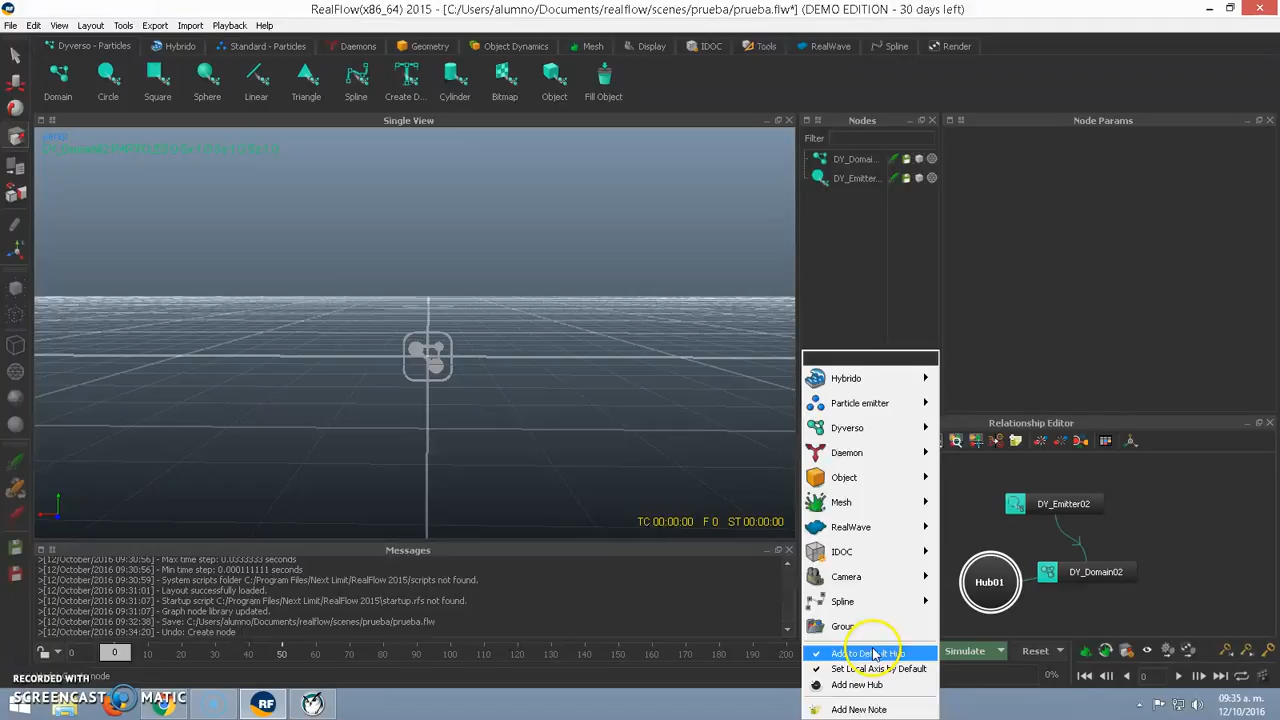 RealFlow(x86_64) 2015 - [C:/Users/alumno/Documents/realflow/scenes/prueba/prueba.flw*] (DEMO EDITION - 30 days left)
File Edit View Layout Tools Export Import Playback Help
Dyverso - Particles Hybrido Standard - Particles Daemons Geometry Object Dynamics Mesh Display IDOC Tools RealWave Spline Render
Domain Circle Square Sphere Linear Triangle Spline Create D... Cylinder Bitmap Object Fill Object
Single View
Nodes
Node Params
Filter
DY_Domai...
DY_Emitter...
Hybrido
Particle emitter
Dyverso
Daemon
Object
Mesh
RealWave
IDOC
Camera
Spline
Group
Add to Default Hub
Set Local Axis by Default
Add new Hub
Add New Note
Relationship Editor
DY_Emitter02
Hub01
DY_Domain02
TC 00:00:00 F 0 ST 00:00:00
Messages
>[12/October/2016 09:30:56] - Max time step: 0.0333333 seconds
>[12/October/2016 09:30:56] - Min time step: 0.000111111 seconds
>[12/October/2016 09:30:59] - System scripts folder C:/Program Files/Next Limit/RealFlow 2015/scripts not found.
>[12/October/2016 09:31:01] - Layout successfully loaded.
>[12/October/2016 09:31:01] - Startup script C:/Program Files/Next Limit/RealFlow 2015\startup.rfs not found.
>[12/October/2016 09:31:01] - Graph node library updated.
>[12/October/2016 09:32:38] - Save: C:/Users/alumno/Documents/realflow/scenes/prueba/prueba.flw
>[12/October/2016 09:34:20] - Undo: Create node
0 0 50 60 70 80 90 100 110 120 130 140 150 160 170 180 190 200
Simulate Reset
0% 0
RECORDED WITH
SCREENCAST MATIC
node
09:35 a. m.
12/10/2016